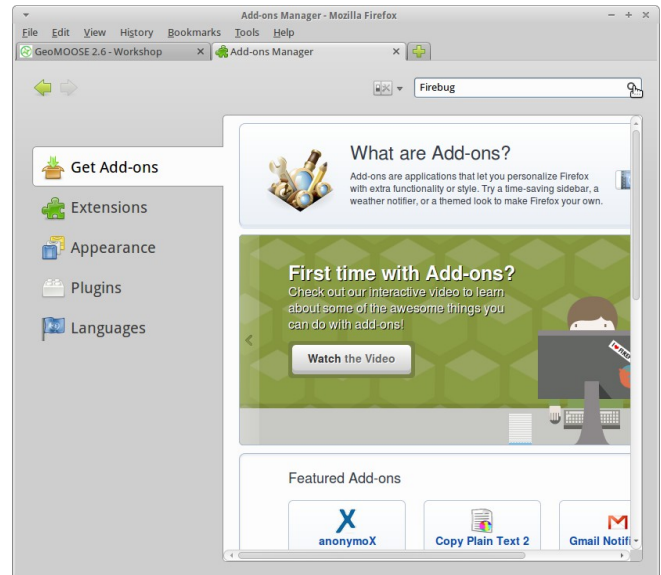 Add-ons Manager - Mozilla Firefox
File Edit View History Bookmarks Tools Help
GeoMOOSE 2.6 - Workshop
Add-ons Manager
Firebug
Get Add-ons
Extensions
Appearance
Plugins
Languages
What are Add-ons?
Add-ons are applications that let you personalize Firefox
with extra functionality or style. Try a time-saving sidebar, a
weather notifier, or a themed look to make Firefox your own.
First time with Add-ons?
Check out our interactive video to learn
about some of the awesome things you
can do with add-ons!
Watch the Video
Featured Add-ons
anonymoX
Copy Plain Text 2
Gmail